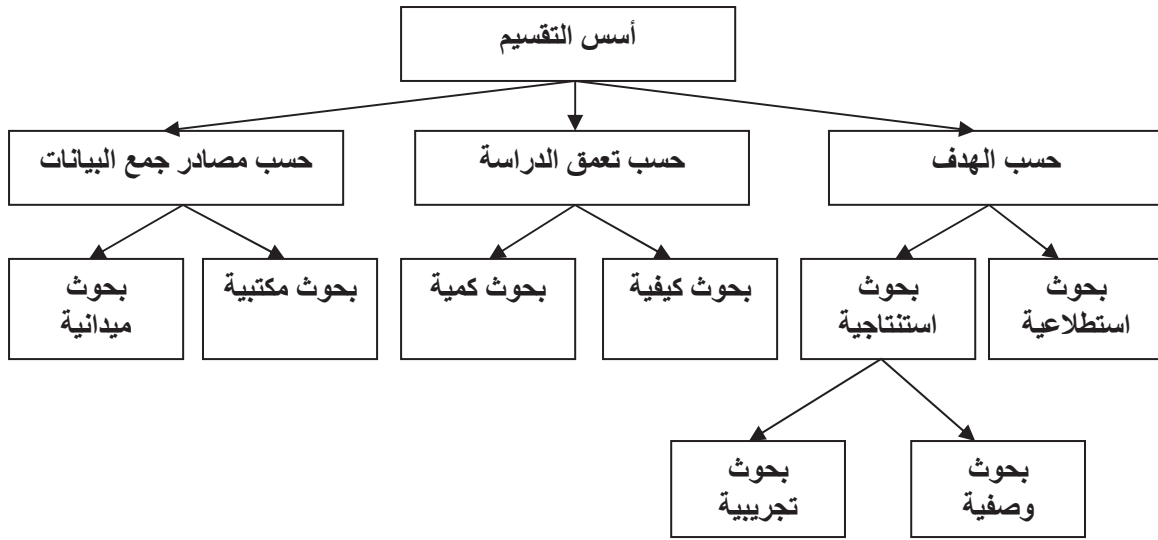 أسس التقسيم
حسب الهدف
حسب تعمق الدراسة
حسب مصادر جمع البيانات
بحوث
استطلاعية
بحوث
استنتاجية
بحوث كيفية
بحوث كمية
بحوث مكتبية
بحوث
ميدانية
بحوث
وصفية
بحوث
تجريبية